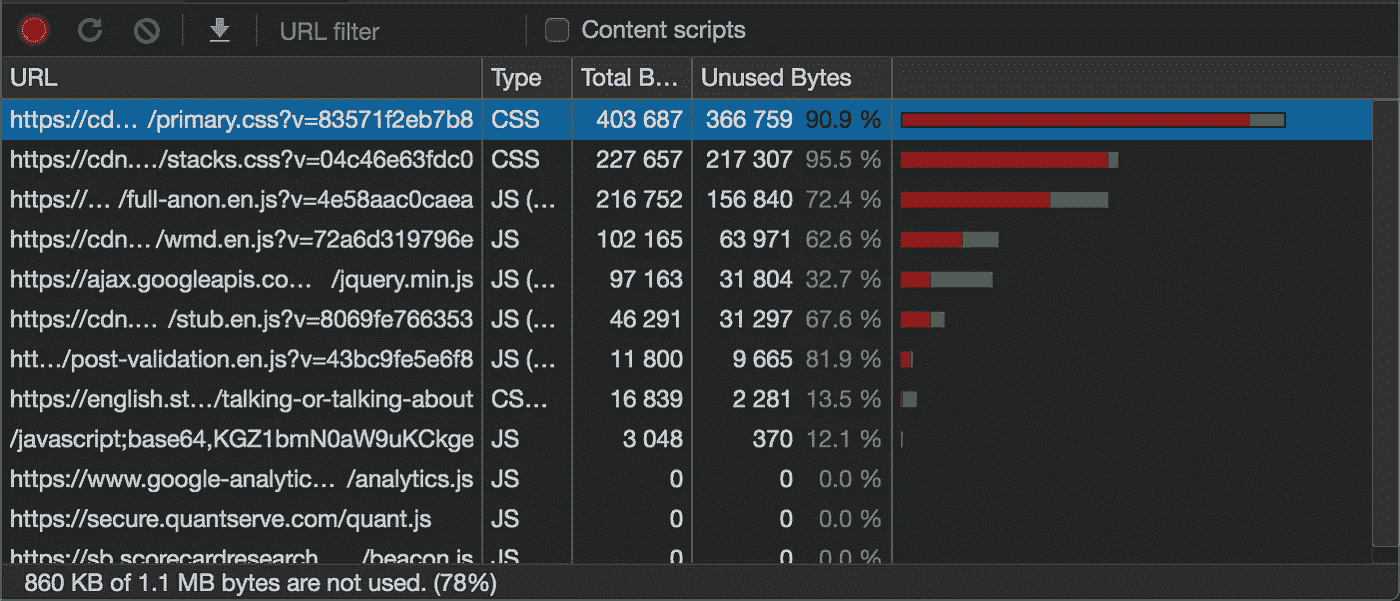 URL filter Content scripts
URL Type Total B... Unused Bytes
https://cd... /primary.css?v=83571f2eb7b8 CSS 403 687 366 759 90.9 %
https://cdn..../stacks.css?v=04c46e63fdc0 CSS 227 657 217 307 95.5 %
https://... /full-anon.en.js?v=4e58aac0caea JS (... 216 752 156 840 72.4 %
https://cdn... /wmd.en.js?v=72a6d319796e JS 102 165 63 971 62.6 %
https://ajax.googleapis.co... /jquery.min.js JS (... 97 163 31 804 32.7 %
https://cdn.... /stub.en.js?v=8069fe766353 JS (... 46 291 31 297 67.6 %
htt.../post-validation.en.js?v=43bc9fe5e6f8 JS (... 11 800 9 665 81.9 %
https://english.st.../talking-or-talking-about CS... 16 839 2 281 13.5 %
/javascript;base64,KGZ1bmN0aW9uKCkge JS 3 048 370 12.1 %
https://www.google-analytic... /analytics.js JS 0 0 0.0 %
https://secure.quantserve.com/quant.js JS 0 0 0.0 %
https://sb.scorecardresearch.... /beacon.js JS 0 0 0.0 %
860 KB of 1.1 MB bytes are not used. (78%)